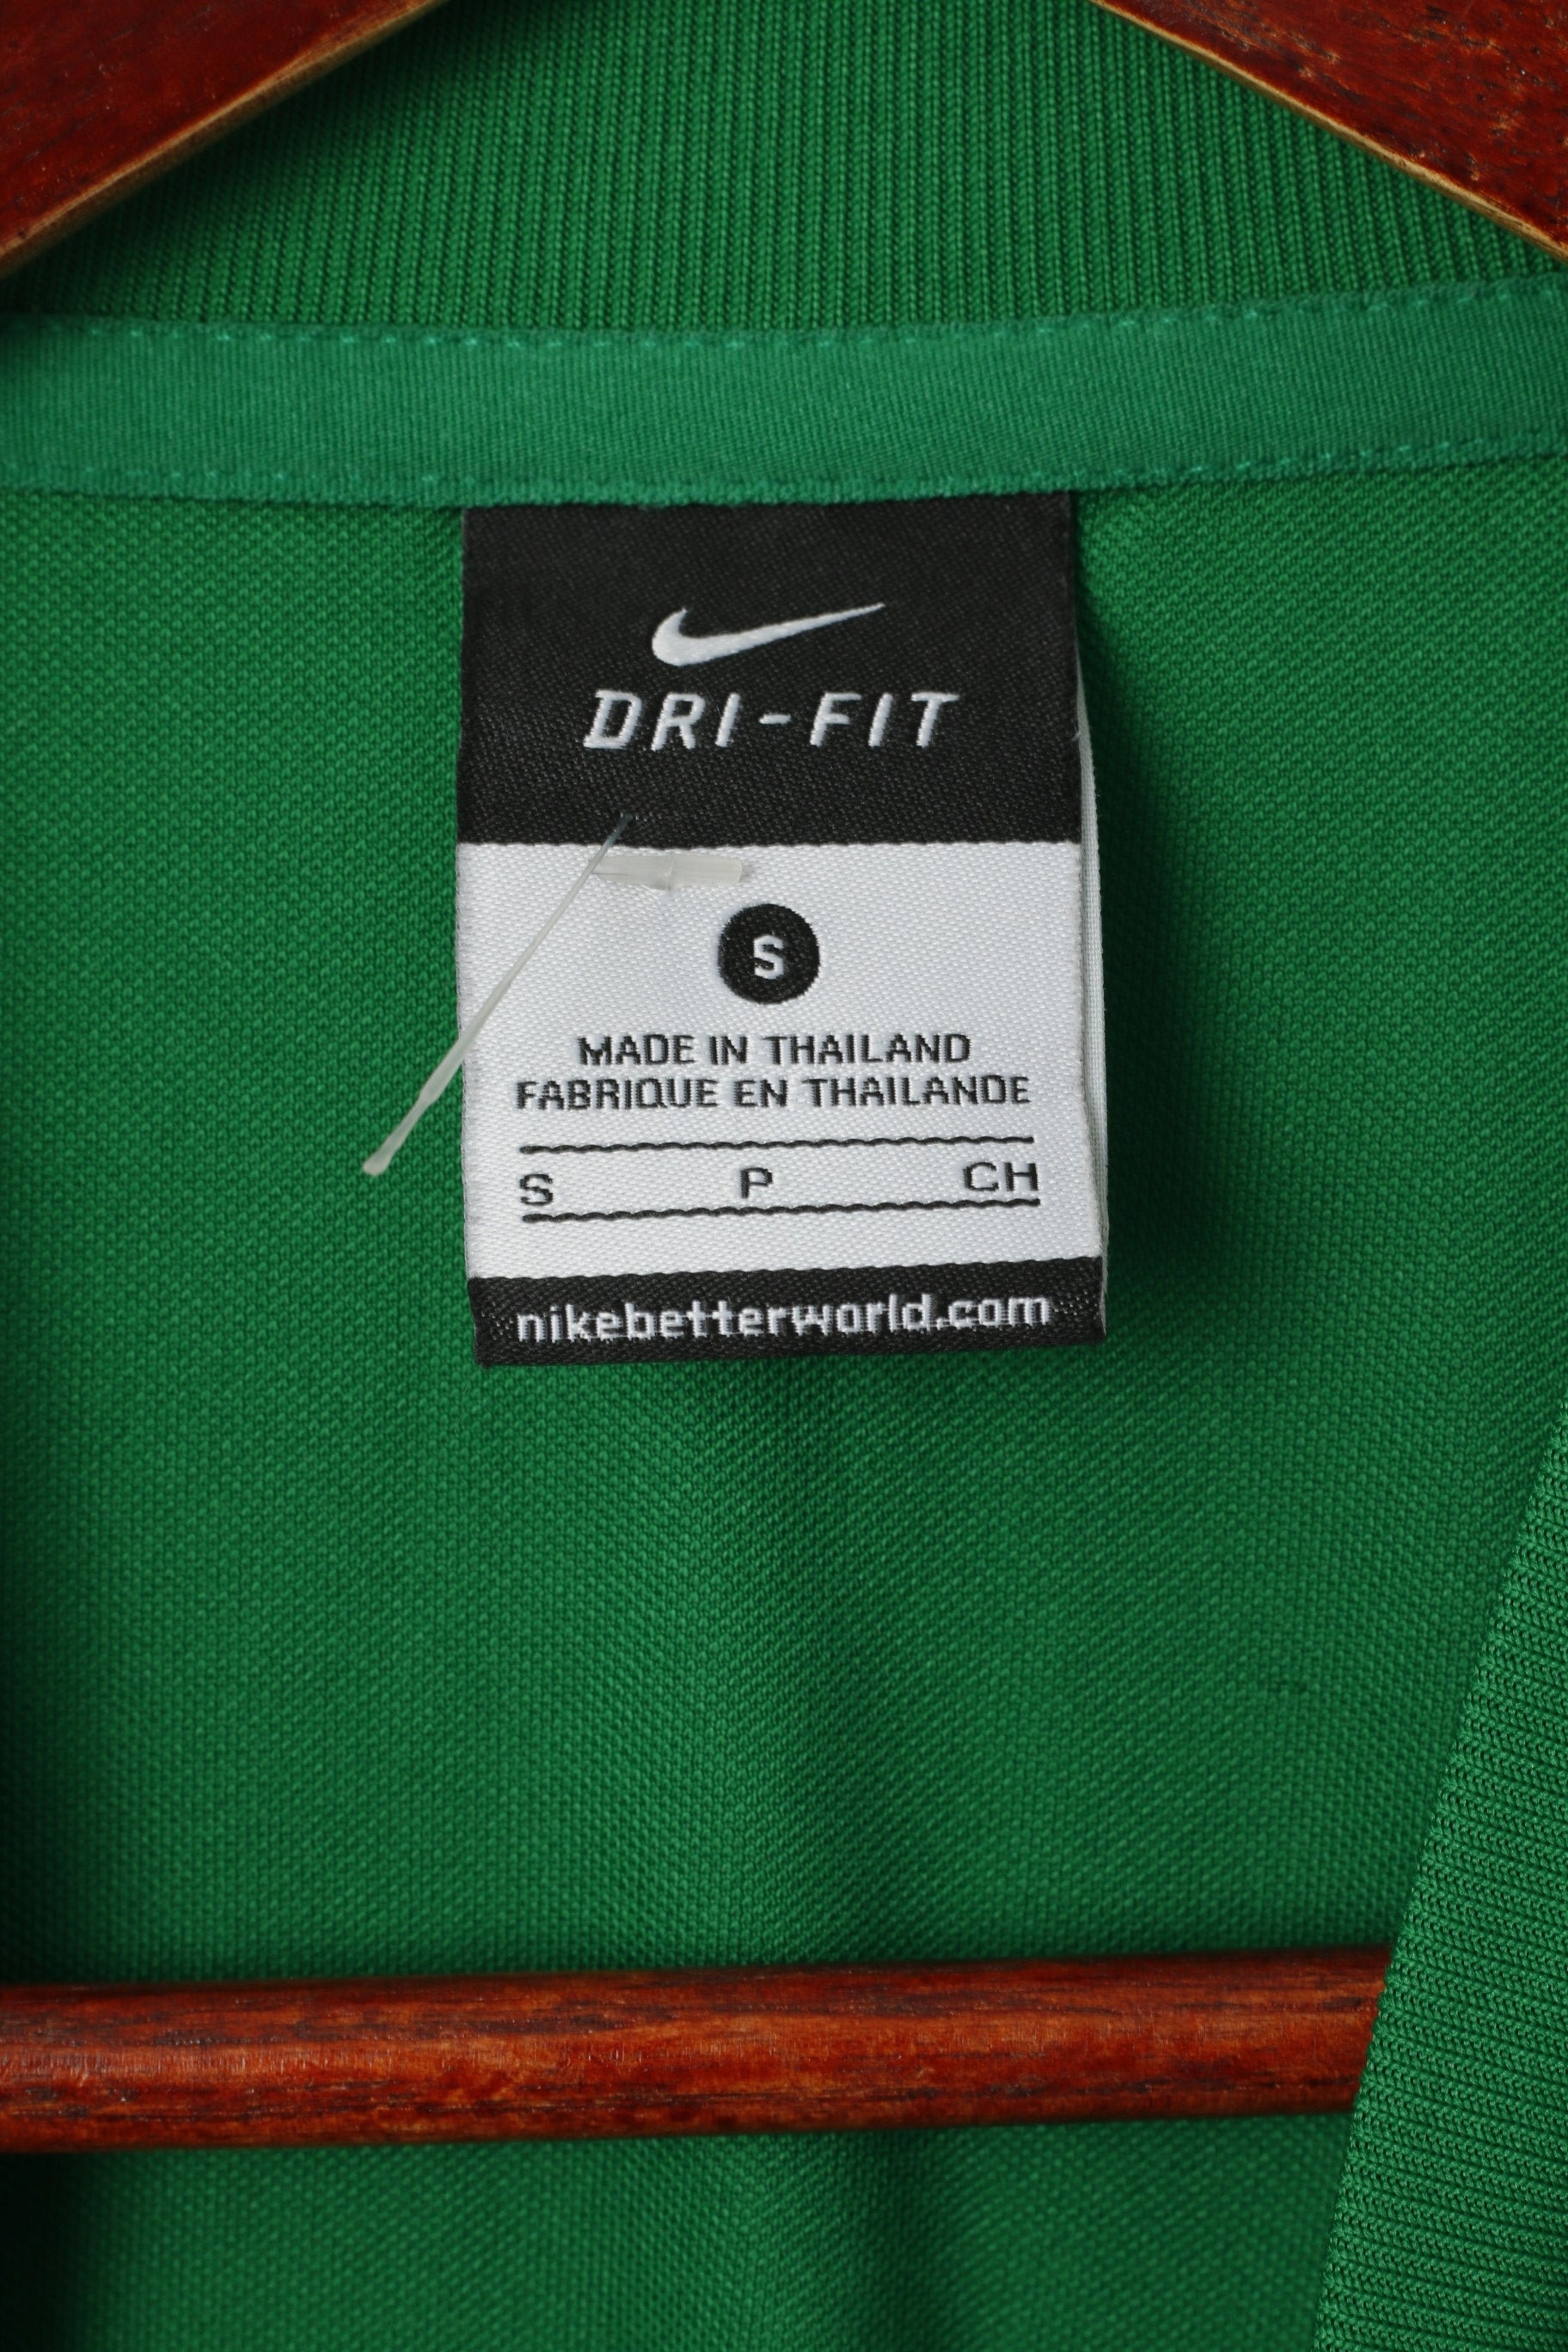 DRI-FIT
S
MADE IN THAILAND
FABRIQUE EN THAILANDE
S P CH
nikebetterworld.com